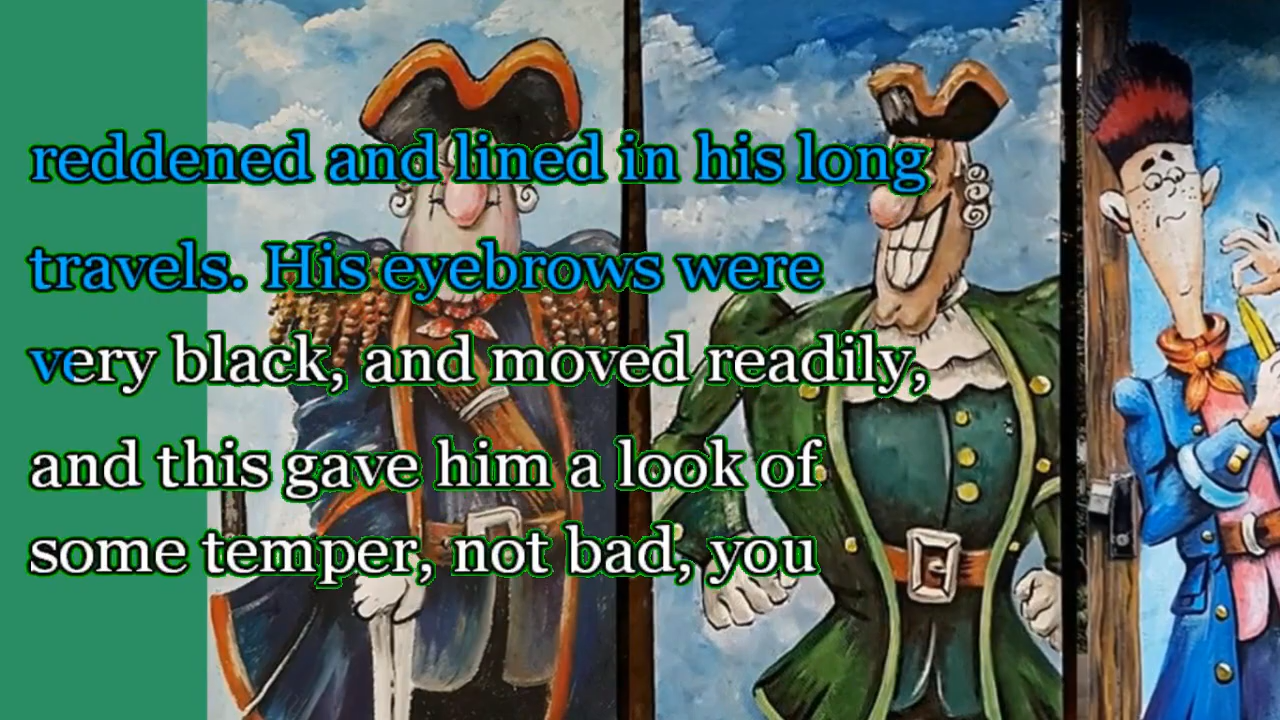 reddened and lined in his long
travels. His eyebrows were
very black, and moved readily,
and this gave him a look of
some temper, not bad, you